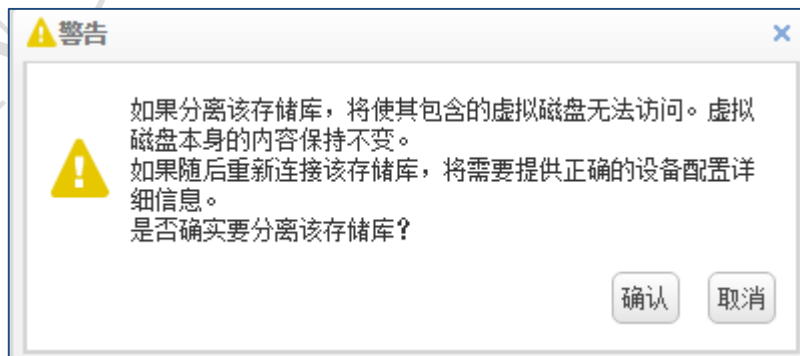 警告
如果分离该存储库，将使其包含的虚拟磁盘无法访问。虚拟
磁盘本身的内容保持不变。
如果随后重新连接该存储库，将需要提供正确的设备配置详
细信息。
是否确实要分离该存储库？
确认 取消